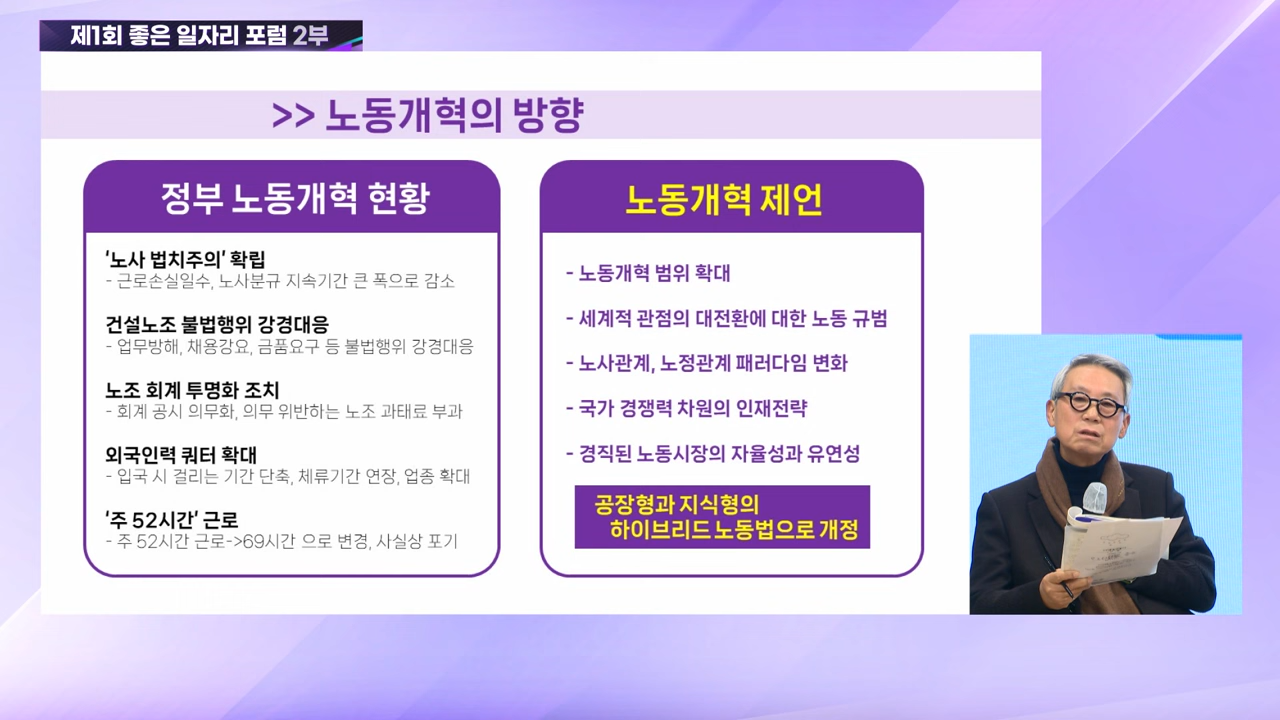 제1회 좋은 일자리 포럼 2부
>> 노동개혁의 방향
정부 노동개혁 현황
‘노사 법치주의’ 확립
- 근로손실일수, 노사분규 지속기간 큰 폭으로 감소
건설노조 불법행위 강경대응
- 업무방해, 채용강요, 금품요구 등 불법행위 강경대응
노조 회계 투명화 조치
- 회계 공시 의무화, 의무 위반하는 노조 과태료 부과
외국인력 쿼터 확대
- 입국 시 걸리는 기간 단축, 체류기간 연장, 업종 확대
‘주 52시간’ 근로
- 주 52시간 근로->69시간 으로 변경, 사실상 포기
노동개혁 제언
- 노동개혁 범위 확대
- 세계적 관점의 대전환에 대한 노동 규범
- 노사관계, 노정관계 패러다임 변화
- 국가 경쟁력 차원의 인재전략
- 경직된 노동시장의 자율성과 유연성
공장형과 지식형의
하이브리드 노동법으로 개정